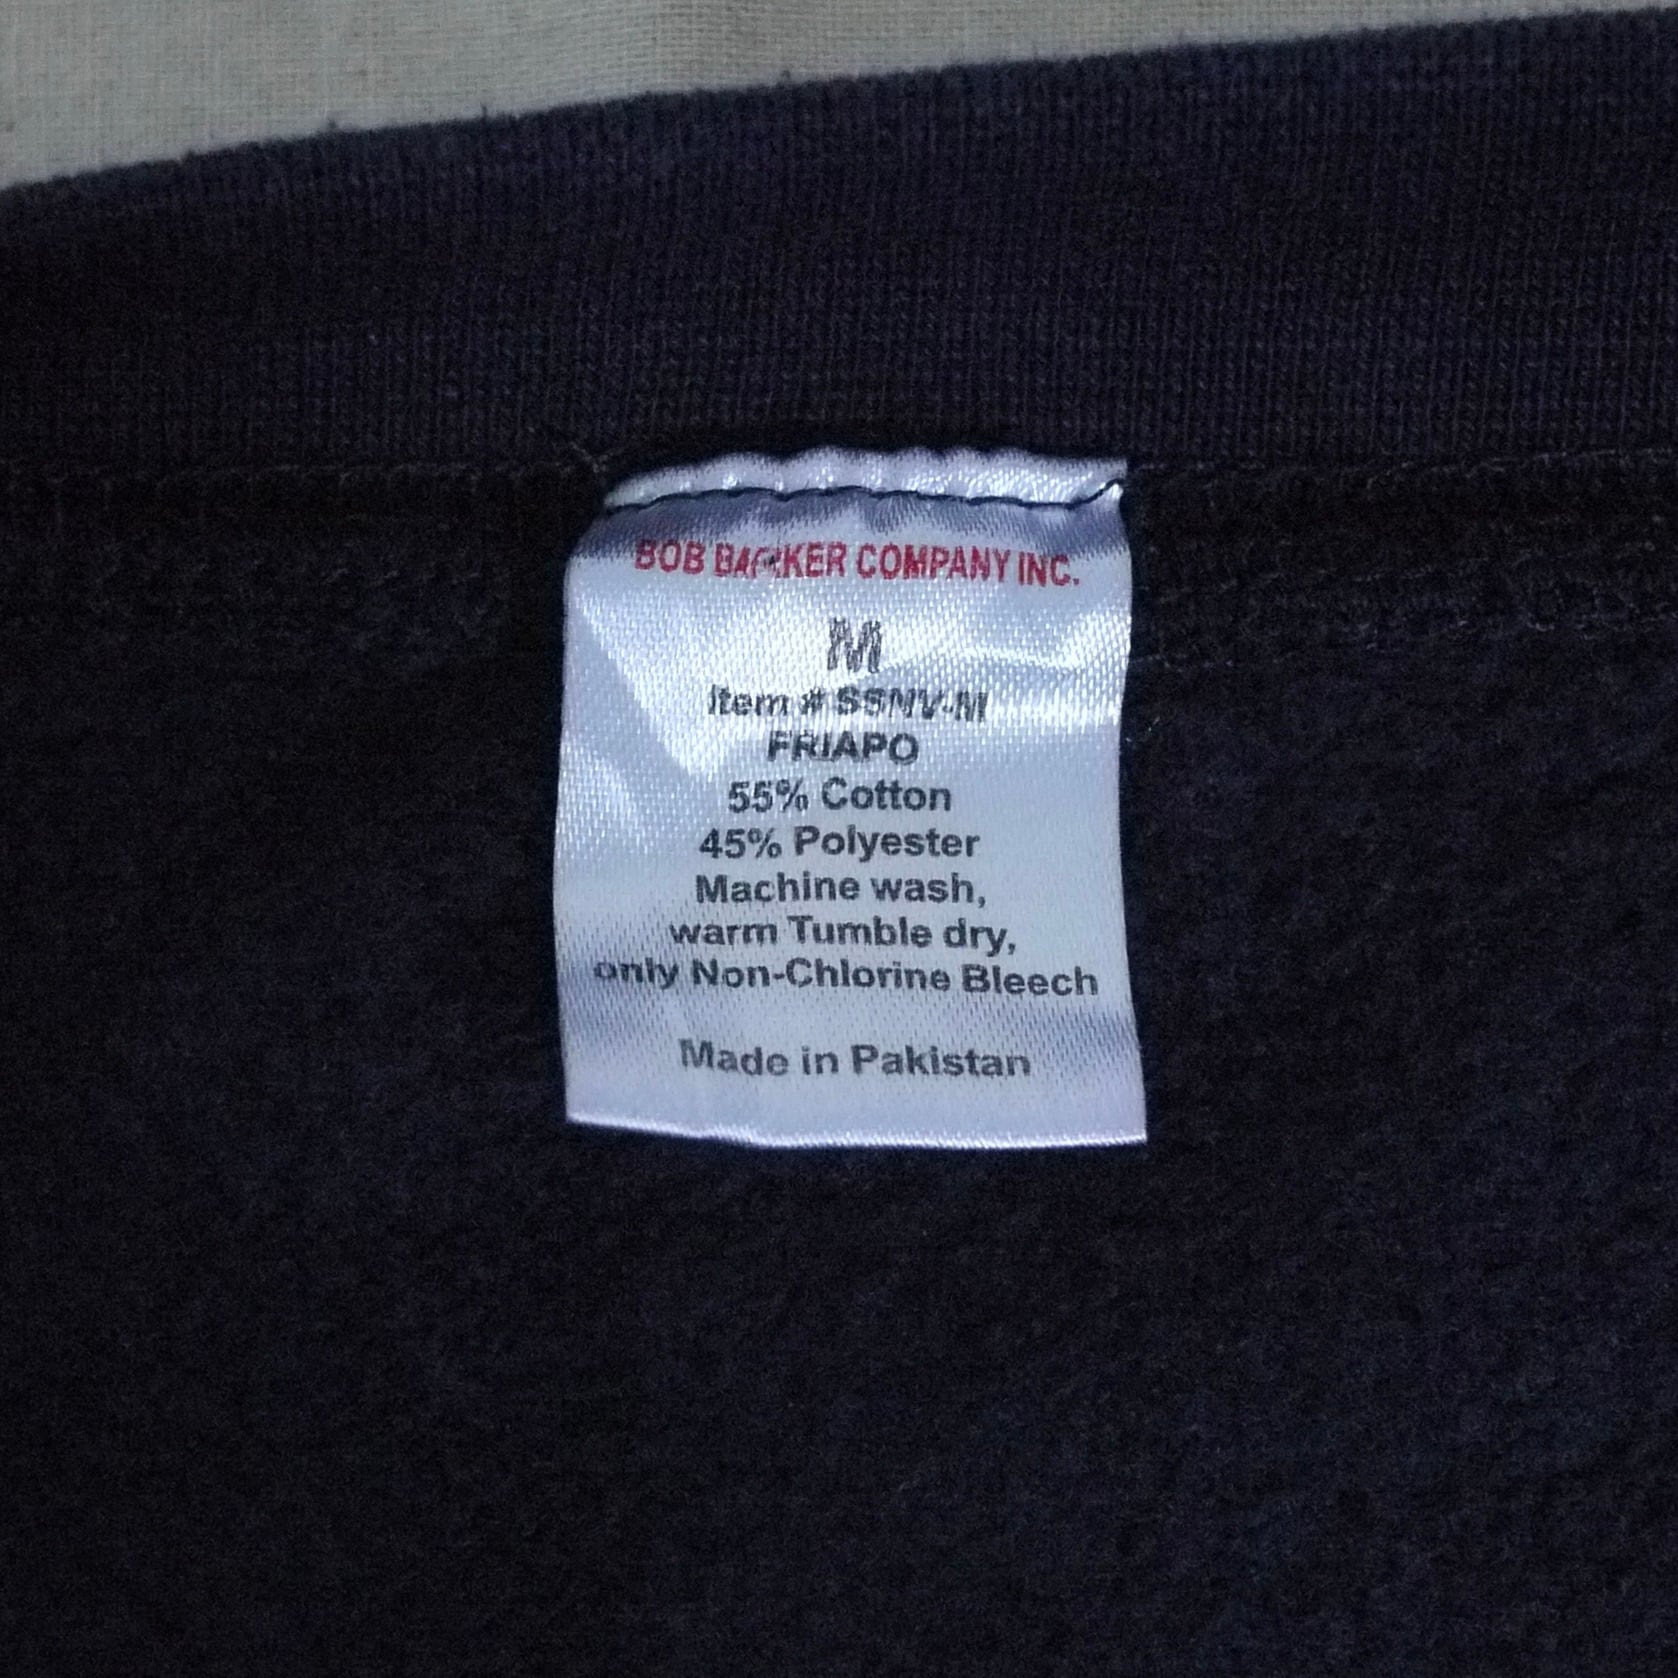 BOB BARKER COMPANY INC.
M
Item # SSNV-M
FRIAPO
55% Cotton
45% Polyester
Machine wash,
warm Tumble dry,
only Non-Chlorine Bleech
Made in Pakistan